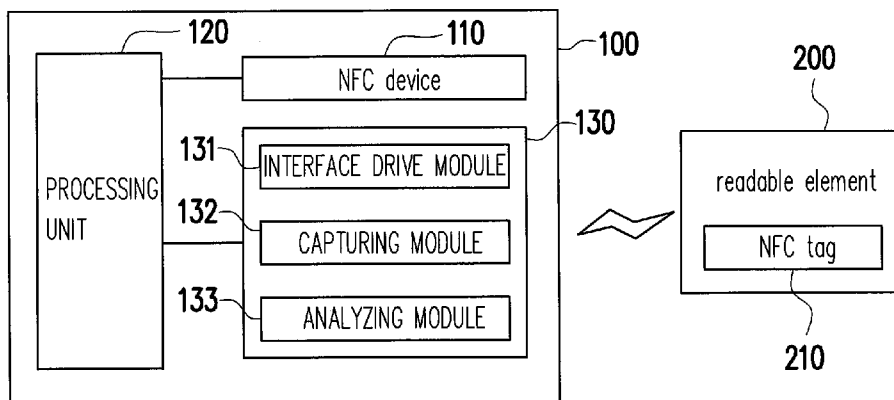 120
110
100
200
NFC device
130
131
INTERFACE DRIVE MODULE
PROCESSING
UNIT
readable element
132
CAPTURING MODULE
NFC tag
133
ANALYZING MODULE
210